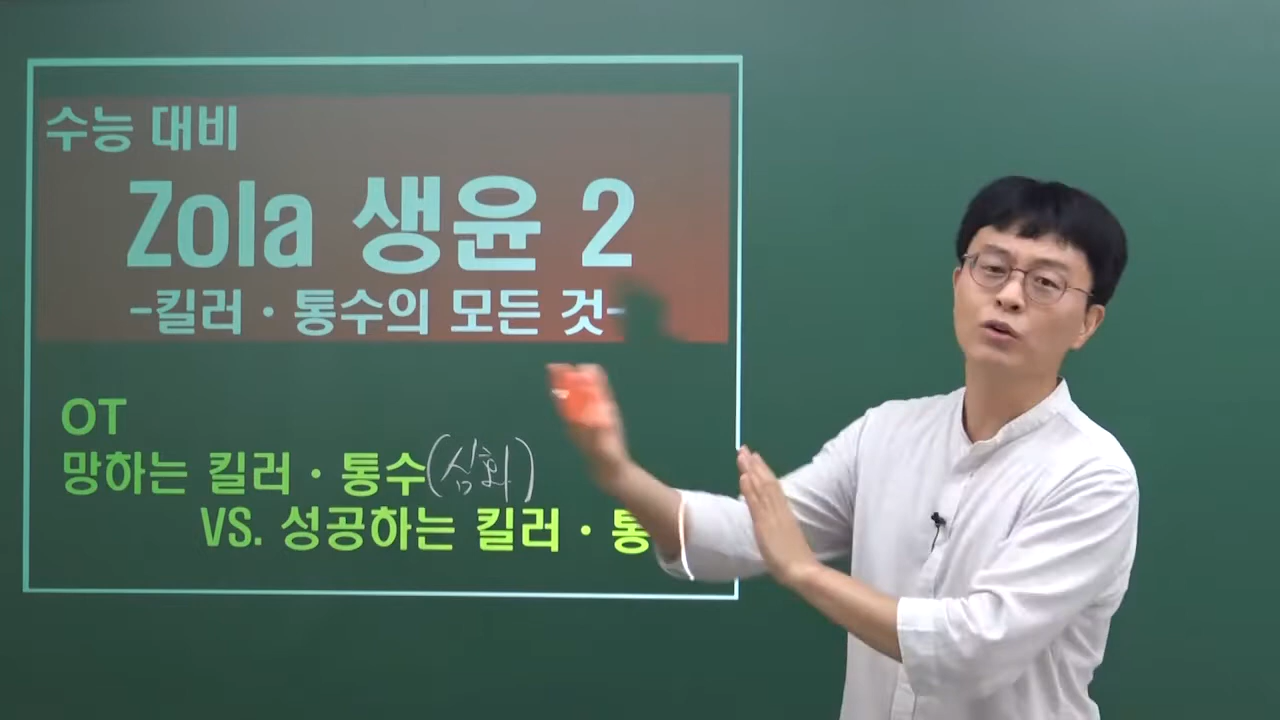 수능 대비
Zola 생윤 2
-킬러·통수의 모든 것-
OT
망하는 킬러·통수(심화)
VS. 성공하는 킬러·통